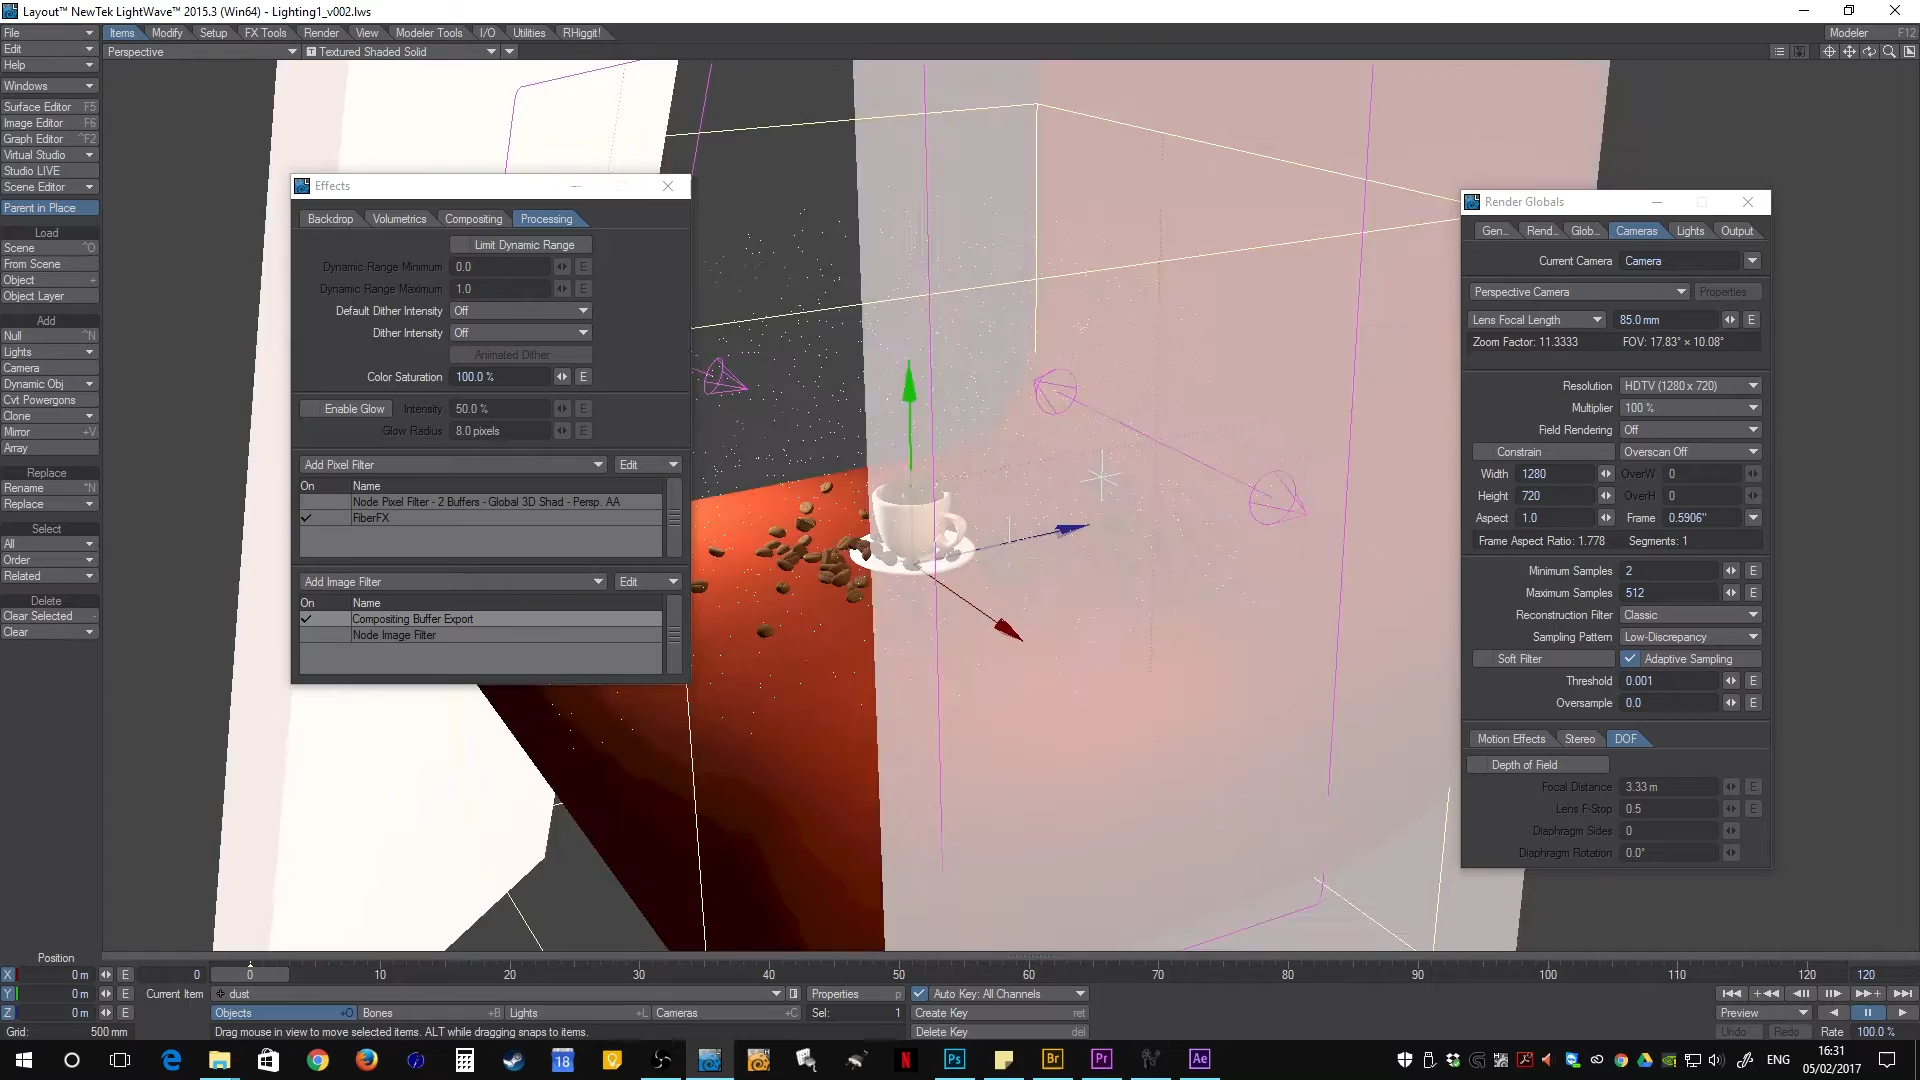 Layout™ NewTek LightWave™ 2015.3 (Win64) - Lighting1_v002.lws
File
Items Modify Setup FX Tools Render View Modeler Tools I/O Utilities RHiggit!
Modeler F12
Edit
Perspective
Textured Shaded Solid
Help
Windows
Surface Editor F5
Image Editor F6
Graph Editor ^F2
Virtual Studio
Studio LIVE
Scene Editor
Parent in Place
Load
Scene ^O
From Scene
Object +
Object Layer
Add
Null ^N
Lights
Camera
Dynamic Obj
Cvt Powergons
Clone
Mirror +V
Array
Replace
Rename ^N
Replace
Select
All
Order
Related
Delete
Clear Selected -
Clear
Effects
Backdrop Volumetrics Compositing Processing
Limit Dynamic Range
Dynamic Range Minimum 0.0 E
Dynamic Range Maximum 1.0 E
Default Dither Intensity Off
Dither Intensity Off
Animated Dither
Color Saturation 100.0 % E
Enable Glow Intensity 50.0 % E
Glow Radius 8.0 pixels E
Add Pixel Filter Edit
On Name
Node Pixel Filter - 2 Buffers - Global 3D Shad - Persp. AA
FiberFX
Add Image Filter Edit
On Name
Compositing Buffer Export
Node Image Filter
Render Globals
Gen... Rend... Glob... Cameras Lights Output
Current Camera Camera
Perspective Camera Properties
Lens Focal Length 85.0 mm E
Zoom Factor: 11.3333 FOV: 17.83° × 10.08°
Resolution HDTV (1280 x 720)
Multiplier 100 %
Field Rendering Off
Constrain Overscan Off
Width 1280 OverW 0
Height 720 OverH 0
Aspect 1.0 Frame 0.5906"
Frame Aspect Ratio: 1.778 Segments: 1
Minimum Samples 2 E
Maximum Samples 512 E
Reconstruction Filter Classic
Sampling Pattern Low-Discrepancy
Soft Filter Adaptive Sampling
Threshold 0.001 E
Oversample 0.0 E
Motion Effects Stereo DOF
Depth of Field
Focal Distance 3.33 m E
Lens F-Stop 0.5 E
Diaphragm Sides 0
Diaphragm Rotation 0.0°
Position
X 0 m E 0 0 10 20 30 40 50 60 70 80 90 100 110 120 120
Y 0 m E Current Item dust Properties p Auto Key: All Channels
Z 0 m E Objects +O Bones +B Lights +L Cameras +C Sel: 1 Create Key ret Preview
Grid: 500 mm Drag mouse in view to move selected items. ALT while dragging snaps to items. Delete Key del Undo Redo Rate 100.0 %
18 N Ps Br Pr Ae ENG 16:31
05/02/2017